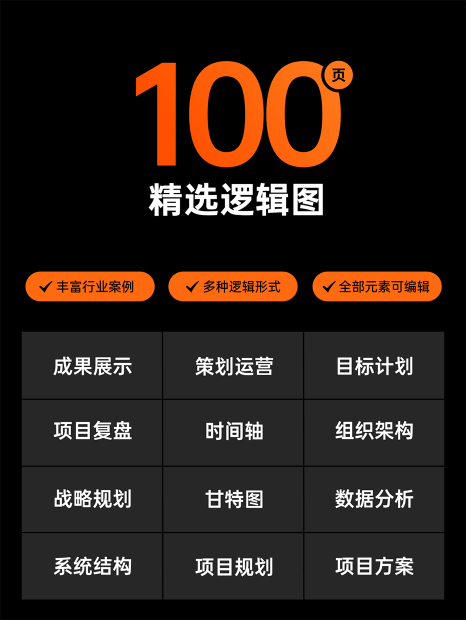 100页
精选逻辑图
丰富行业案例 多种逻辑形式 全部元素可编辑
成果展示 策划运营 目标计划
项目复盘 时间轴 组织架构
战略规划 甘特图 数据分析
系统结构 项目规划 项目方案